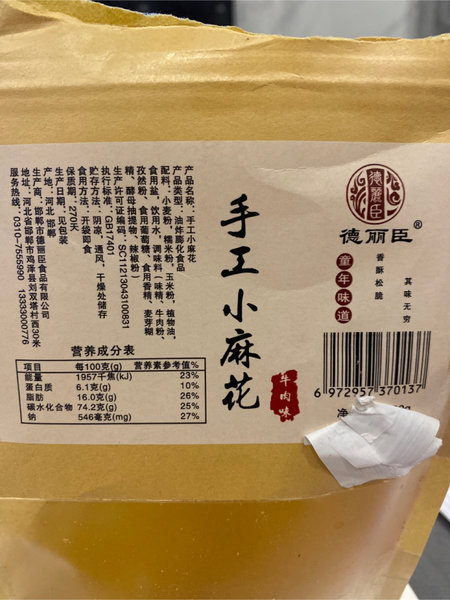 德麗臣
德丽臣®
童年味道
香酥松脆
其味无穷
手工小麻花
牛肉味
6 972957 370137
净
产品名称:手工小麻花
产品类型:油炸膨化食品
配料:小麦粉、糯米粉、玉米粉、植物油、
食用盐、饮用水、调味料(味精、牛肉粉、
孜然粉、食用葡萄糖、食用香精、麦芽糊
精、酵母抽提物、辣椒粉)
生产许可证编码:SC11213043100831
执行标准:GB17401
贮存方法:阴凉、通风、干燥处储存
食用方法:开袋即食
保质期:270天
生产日期:见包装
产地:河北 邯郸
生产商:邯郸市德丽臣食品有限公司
地址:河北省邯郸市鸡泽县刘双塔村西30米
服务热线:0310-7555990 13333000776
营养成分表
项目 每100克(g) 营养素参考值%
能量 1957千焦(kJ) 23%
蛋白质 6.1克(g) 10%
脂肪 16.0克(g) 26%
碳水化合物 74.2克(g) 25%
钠 546毫克(mg) 27%